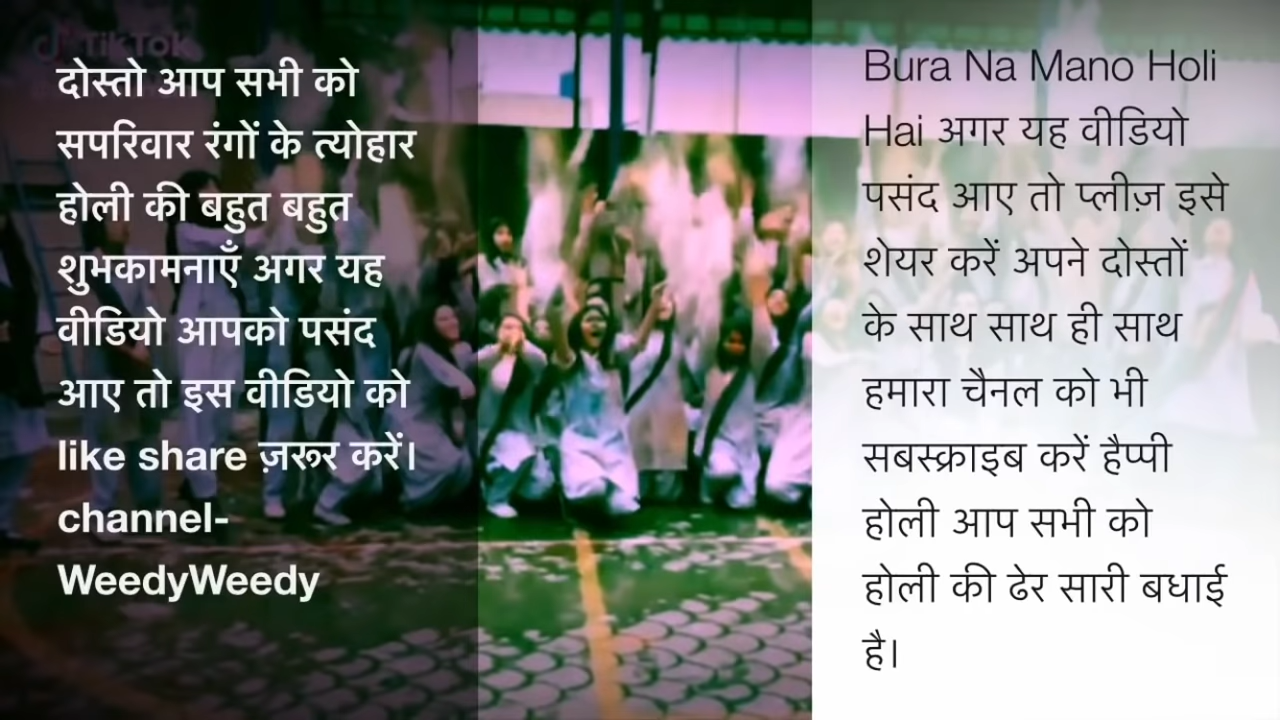 TikTok
दोस्तो आप सभी को
सपरिवार रंगों के त्योहार
होली की बहुत बहुत
शुभकामनाएँ अगर यह
वीडियो आपको पसंद
आए तो इस वीडियो को
like share ज़रूर करें।
channel-
WeedyWeedy
Bura Na Mano Holi
Hai अगर यह वीडियो
पसंद आए तो प्लीज़ इसे
शेयर करें अपने दोस्तों
के साथ साथ ही साथ
हमारा चैनल को भी
सबस्क्राइब करें हैप्पी
होली आप सभी को
होली की ढेर सारी बधाई
है।